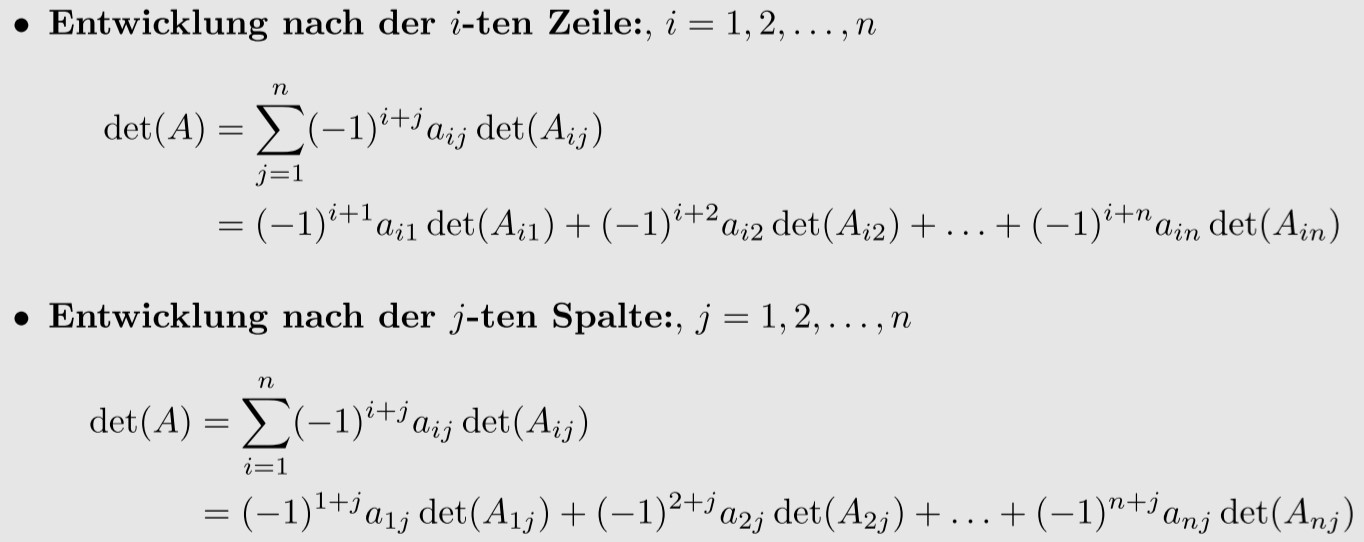 • Entwicklung nach der i-ten Zeile:, i = 1, 2, . . . , n
det(A) = \sum_{j=1}^{n} (−1)^{i+j} a_{ij} det(A_{ij})
= (−1)^{i+1} a_{i1} det(A_{i1}) + (−1)^{i+2} a_{i2} det(A_{i2}) + . . . + (−1)^{i+n} a_{in} det(A_{in})
• Entwicklung nach der j-ten Spalte:, j = 1, 2, . . . , n
det(A) = \sum_{i=1}^{n} (−1)^{i+j} a_{ij} det(A_{ij})
= (−1)^{1+j} a_{1j} det(A_{1j}) + (−1)^{2+j} a_{2j} det(A_{2j}) + . . . + (−1)^{n+j} a_{nj} det(A_{nj})